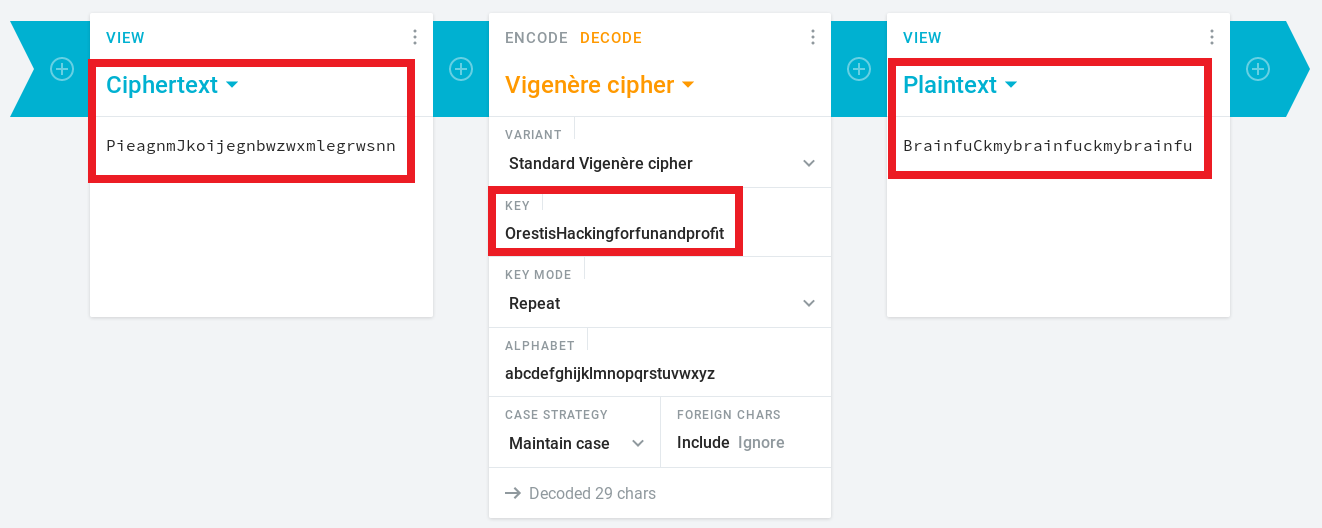 VIEW
Ciphertext
PieagnmJkoijegnbwzwxmlegrwsnn
ENCODE DECODE
Vigenère cipher
VARIANT
Standard Vigenère cipher
KEY
OrestisHackingforfunandprofit
KEY MODE
Repeat
ALPHABET
abcdefghijklmnopqrstuvwxyz
CASE STRATEGY
Maintain case
FOREIGN CHARS
Include Ignore
Decoded 29 chars
VIEW
Plaintext
BrainfuCkmybrainfuckmybrainfu